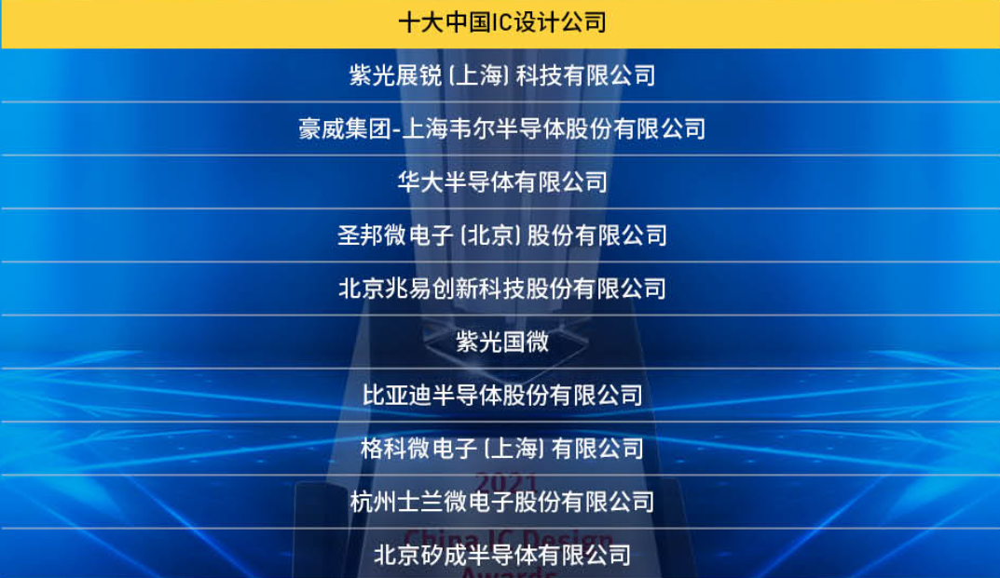 十大中国IC设计公司
紫光展锐(上海)科技有限公司
豪威集团-上海韦尔半导体股份有限公司
华大半导体有限公司
圣邦微电子(北京)股份有限公司
北京兆易创新科技股份有限公司
紫光国微
比亚迪半导体股份有限公司
格科微电子(上海)有限公司
2021
杭州士兰微电子股份有限公司
China IC Design
北京矽成半导体有限公司
Awards